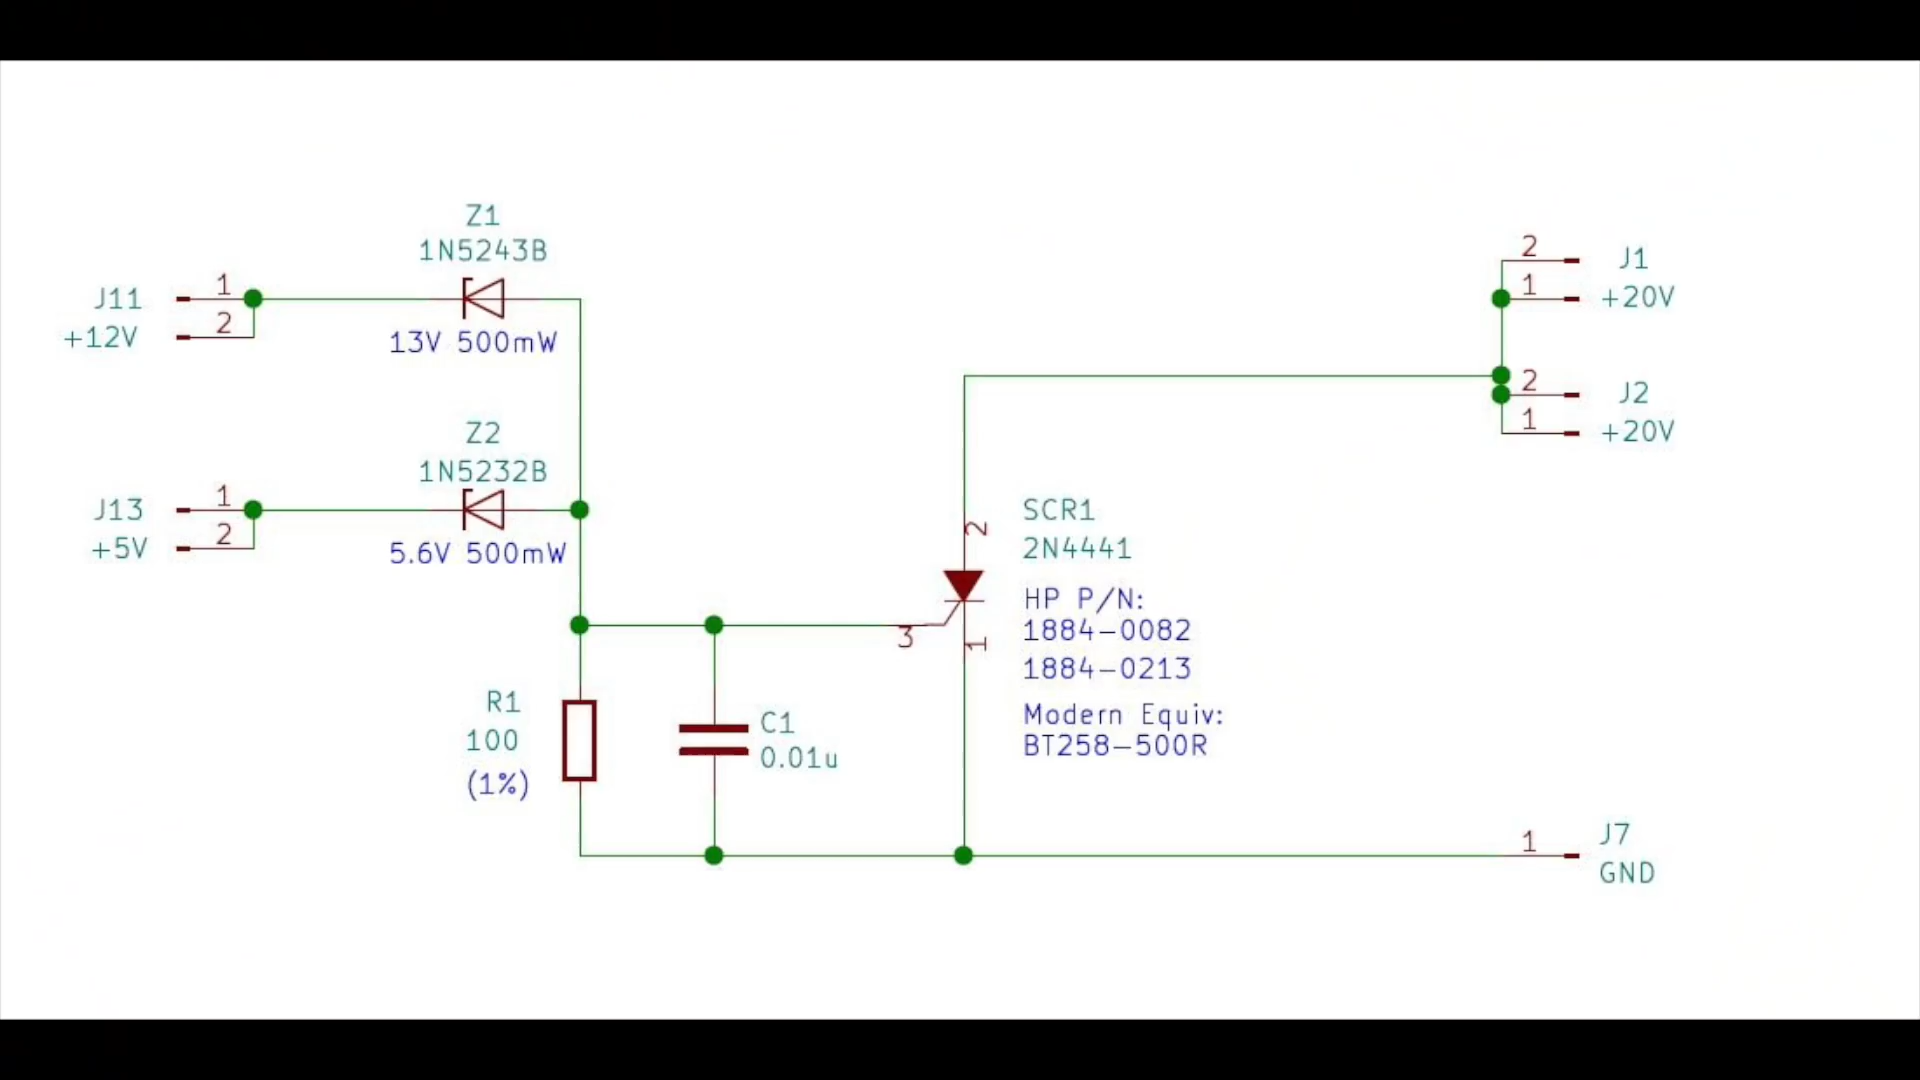 Z1
1N5243B
J11
1
+12V
2
13V 500mW
Z2
1N5232B
J13
1
+5V
2
5.6V 500mW
2
J1
1
+20V
2
J2
1
+20V
2
SCR1
2N4441
3
1
HP P/N:
1884-0082
1884-0213
Modern Equiv:
BT258-500R
R1
100
(1%)
C1
0.01u
1
J7
GND